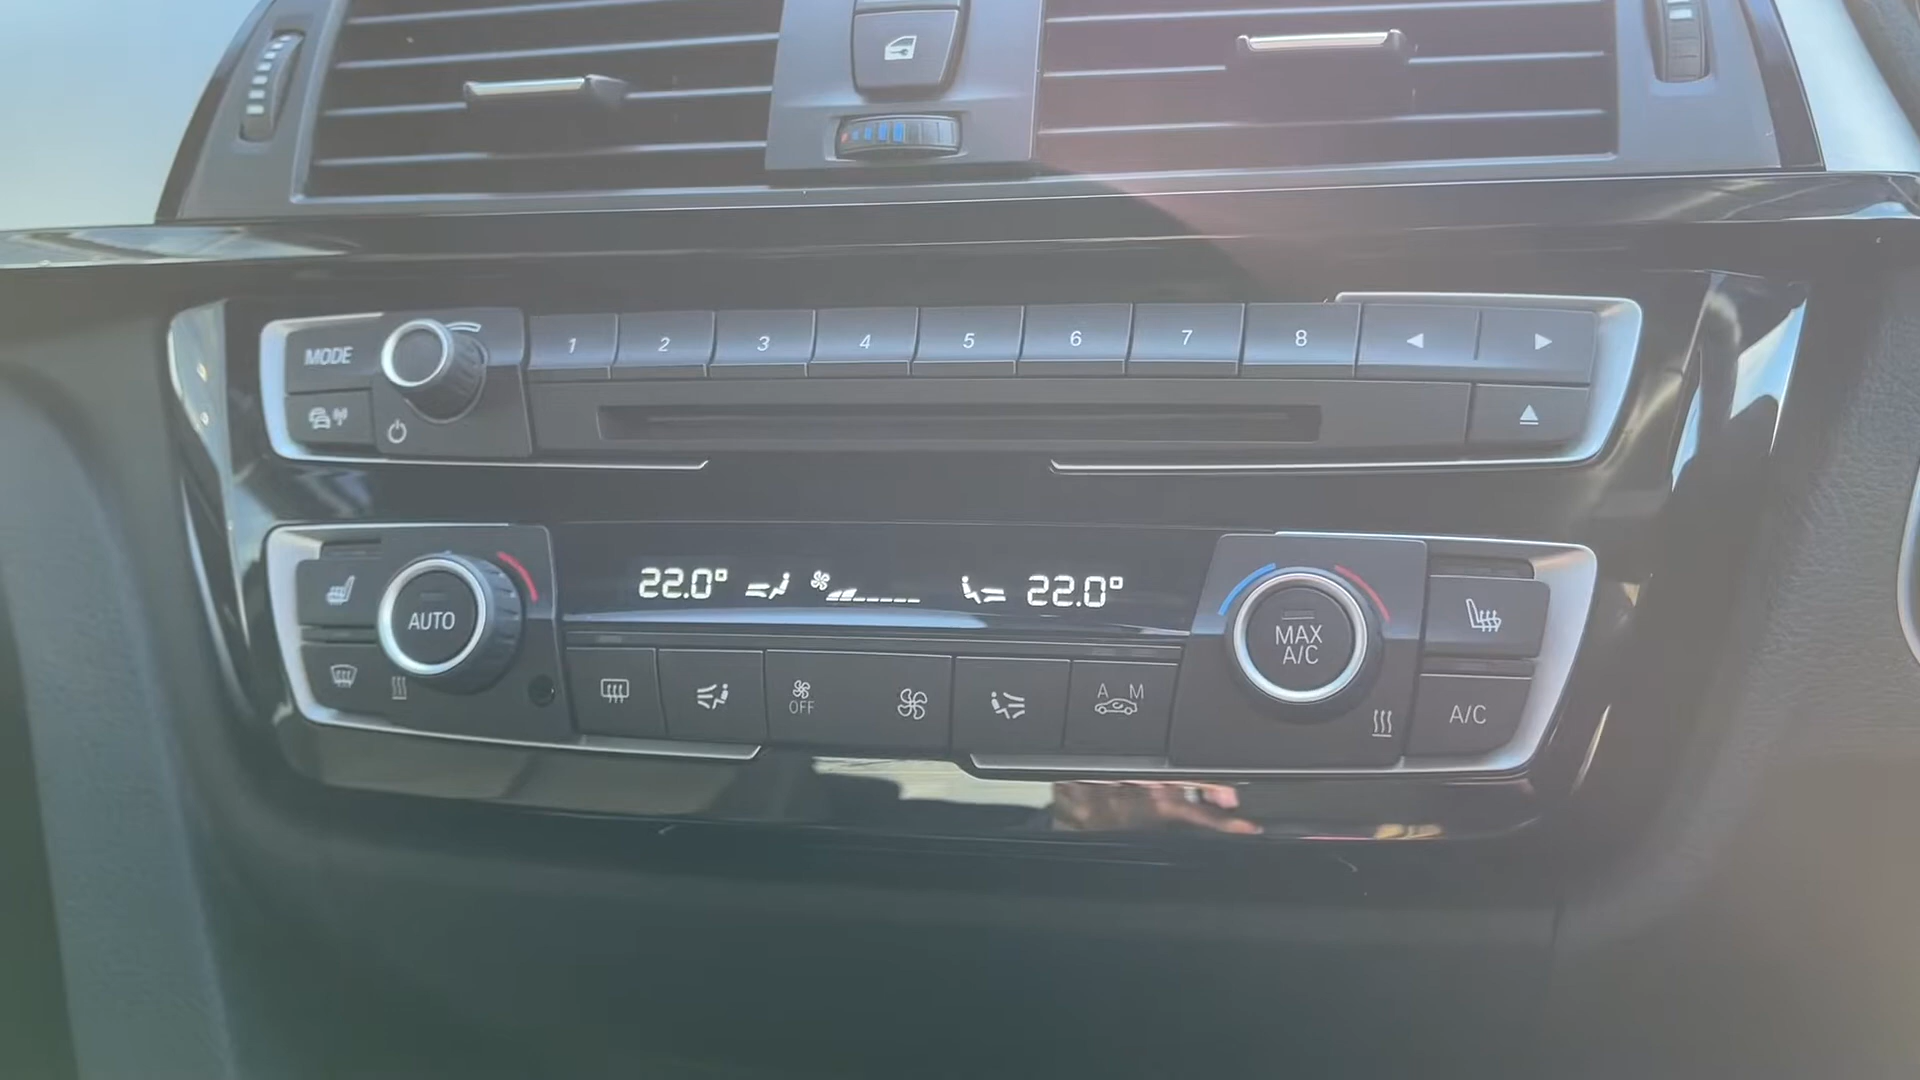 MODE
1 2 3 4 5 6 7 8
22.0° 22.0°
AUTO
MAX
A/C
OFF
A M
A/C